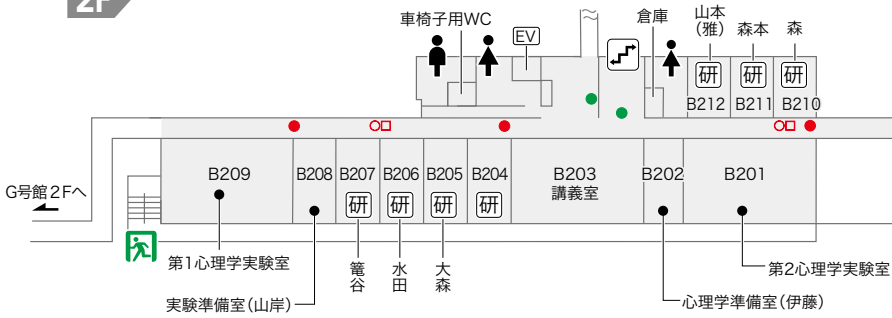 2F
車椅子用WC
EV
倉庫
山本
(雅)
森本
森
研
研
研
B212
B211
B210
G号館2Fへ
B209
B208
B207
B206
B205
B204
B203
講義室
B202
B201
研
研
研
研
第1心理学実験室
篭谷
水田
大森
第2心理学実験室
実験準備室(山岸)
心理学準備室(伊藤)